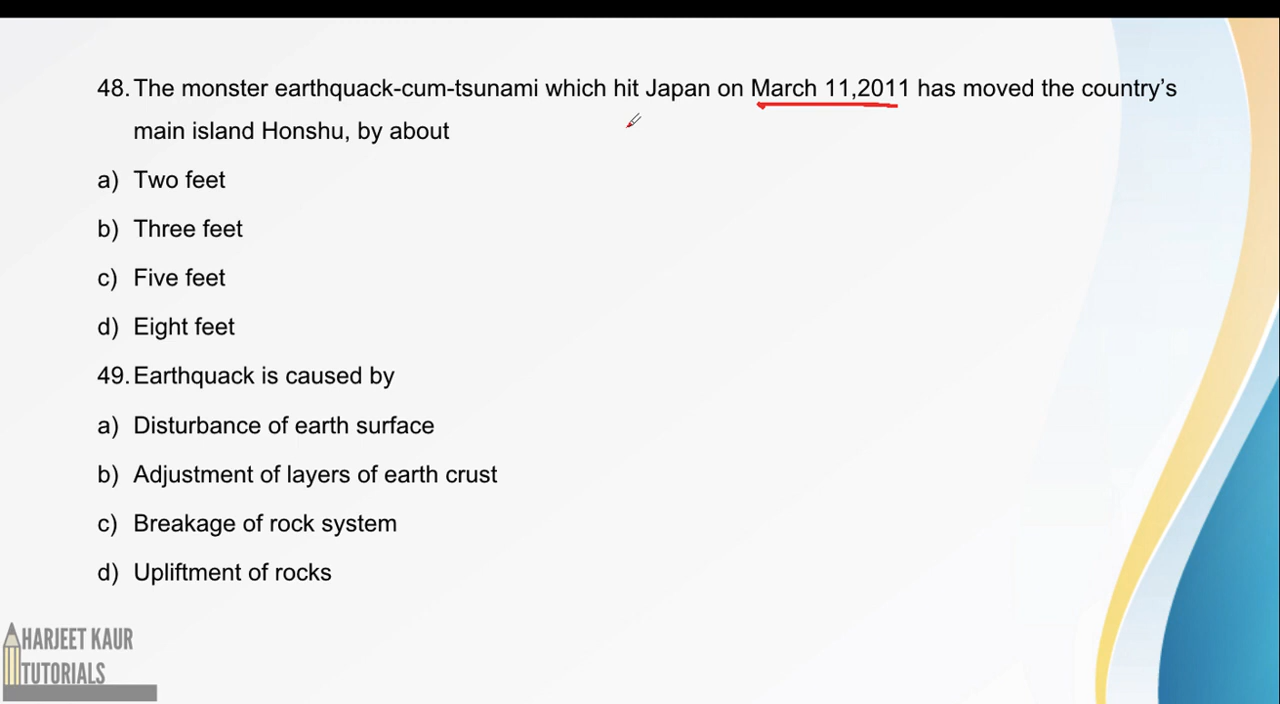 48. The monster earthquack-cum-tsunami which hit Japan on March 11,2011 has moved the country's
main island Honshu, by about
a) Two feet
b) Three feet
c) Five feet
d) Eight feet
49. Earthquack is caused by
a) Disturbance of earth surface
b) Adjustment of layers of earth crust
c) Breakage of rock system
d) Upliftment of rocks
HARJEET KAUR
TUTORIALS